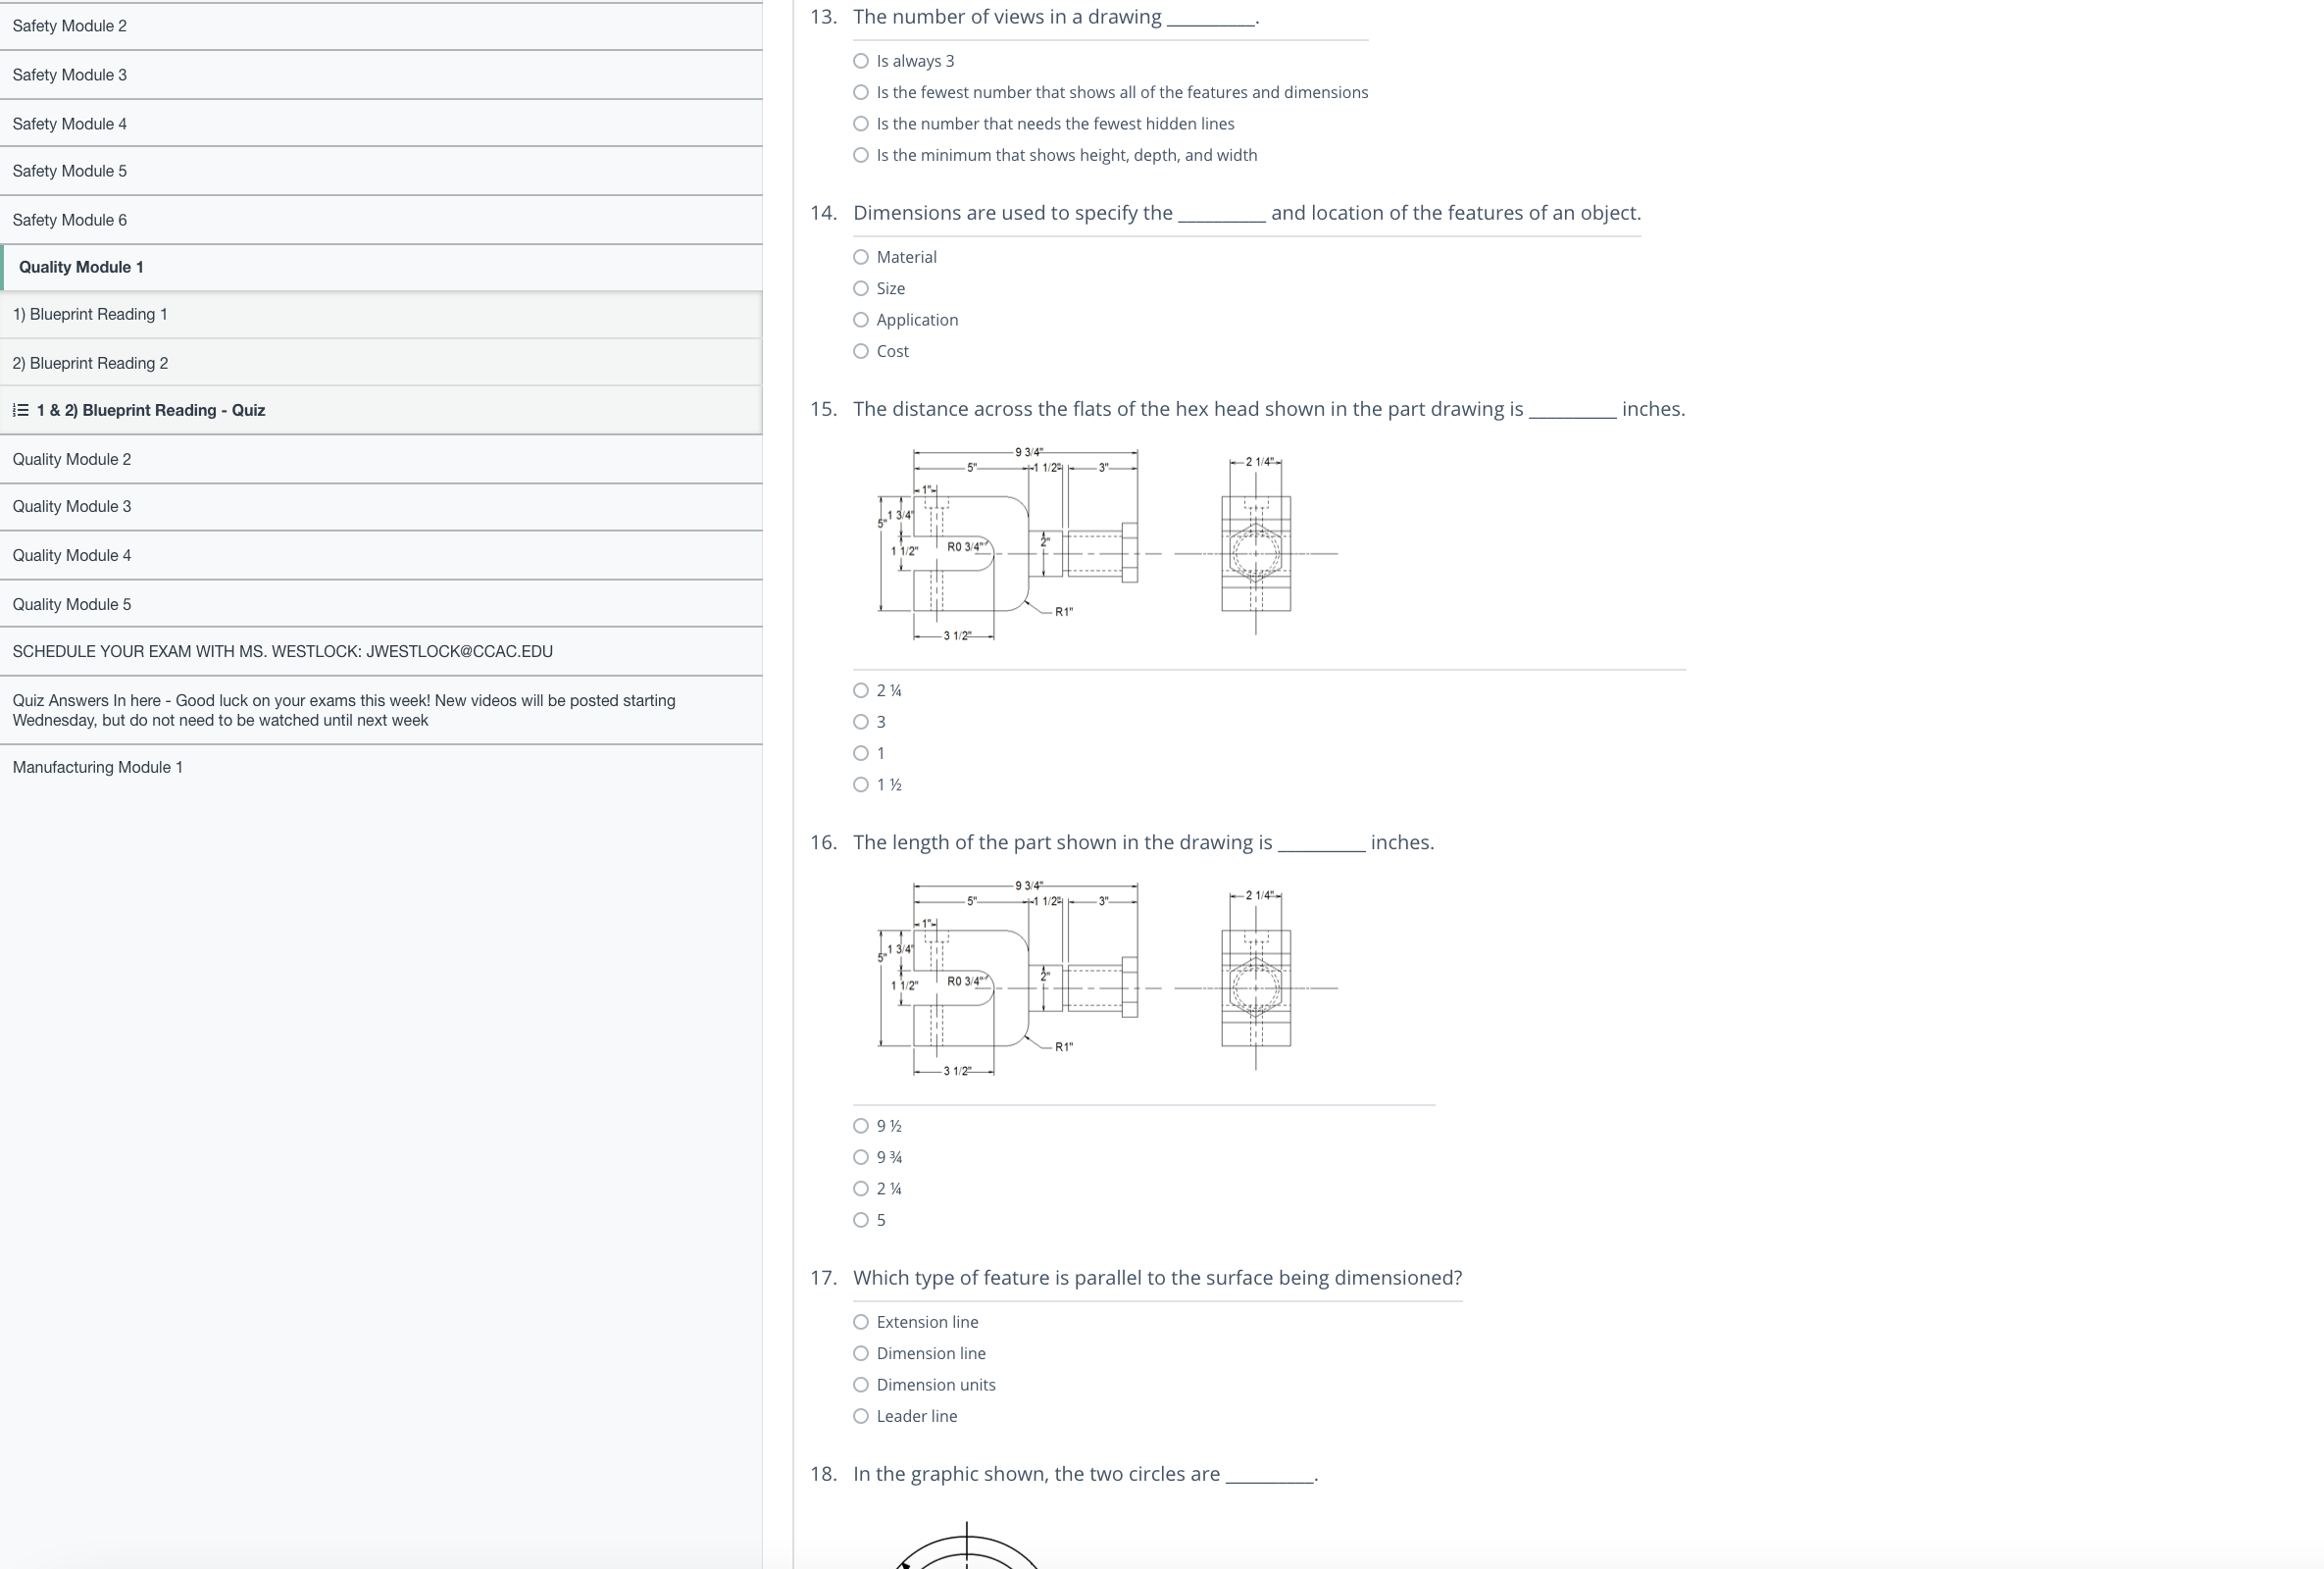 Safety Module 2
Safety Module 3
Safety Module 4
Safety Module 5
Safety Module 6
Quality Module 1
1) Blueprint Reading 1
2) Blueprint Reading 2
1 & 2) Blueprint Reading - Quiz
Quality Module 2
Quality Module 3
Quality Module 4
Quality Module 5
SCHEDULE YOUR EXAM WITH MS. WESTLOCK: JWESTLOCK@CCAC.EDU
Quiz Answers In here - Good luck on your exams this week! New videos will be posted starting
Wednesday, but do not need to be watched until next week
Manufacturing Module 1
13. The number of views in a drawing __________.
Is always 3
Is the fewest number that shows all of the features and dimensions
Is the number that needs the fewest hidden lines
Is the minimum that shows height, depth, and width
14. Dimensions are used to specify the __________ and location of the features of an object.
Material
Size
Application
Cost
15. The distance across the flats of the hex head shown in the part drawing is __________ inches.
9 3/4"
5" 1 1/2" 3" 2 1/4"
1"
1 3/4"
5"
1 1/2" R0 3/4" 2"
R1"
3 1/2"
2 ¼
3
1
1 ½
16. The length of the part shown in the drawing is __________ inches.
9 3/4"
5" 1 1/2" 3" 2 1/4"
1"
1 3/4"
5"
1 1/2" R0 3/4" 2"
R1"
3 1/2"
9 ½
9 ¾
2 ¼
5
17. Which type of feature is parallel to the surface being dimensioned?
Extension line
Dimension line
Dimension units
Leader line
18. In the graphic shown, the two circles are __________.